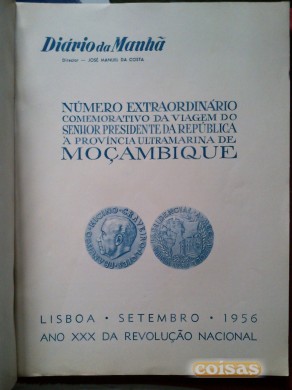 Diário da Manhã
Director — JOSÉ MANUEL DA COSTA
NÚMERO EXTRAORDINÁRIO
COMEMORATIVO DA VIAGEM DO
SENHOR PRESIDENTE DA REPÚBLICA
À PROVÍNCIA ULTRAMARINA DE
MOÇAMBIQUE
LISBOA · SETEMBRO · 1956
ANO XXX DA REVOLUÇÃO NACIONAL
coisas